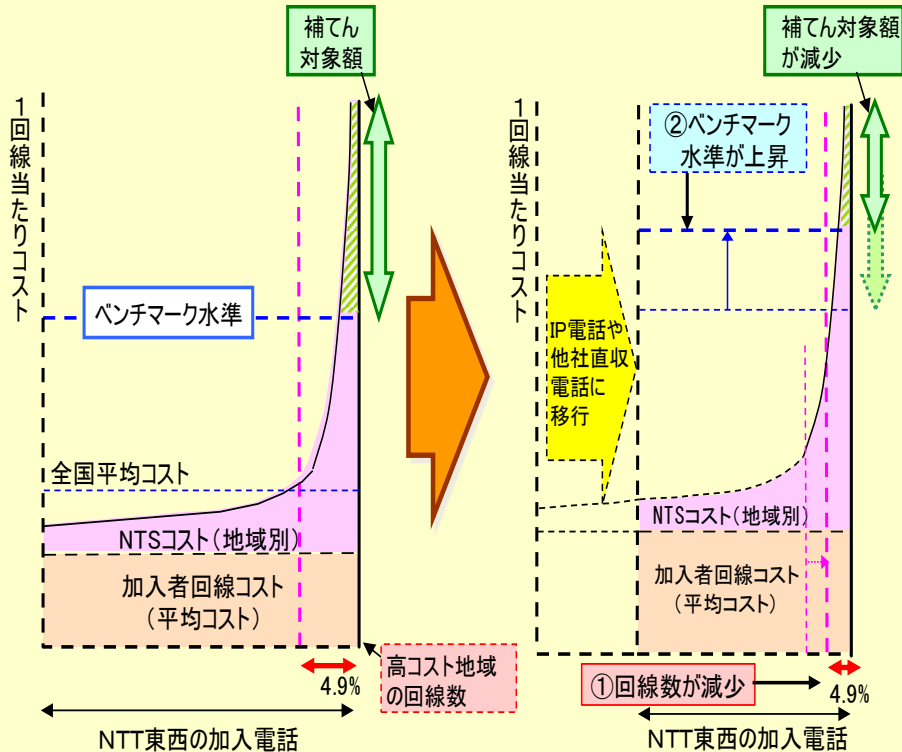 補てん
対象額
1回線当たりコスト
ベンチマーク水準
全国平均コスト
NTSコスト(地域別)
加入者回線コスト
(平均コスト)
4.9%
高コスト地域
の回線数
NTT東西の加入電話
補てん対象額
が減少
1回線当たりコスト
②ベンチマーク
水準が上昇
IP電話や
他社直収
電話に
移行
NTSコスト(地域別)
加入者回線コスト
(平均コスト)
①回線数が減少
4.9%
NTT東西の加入電話